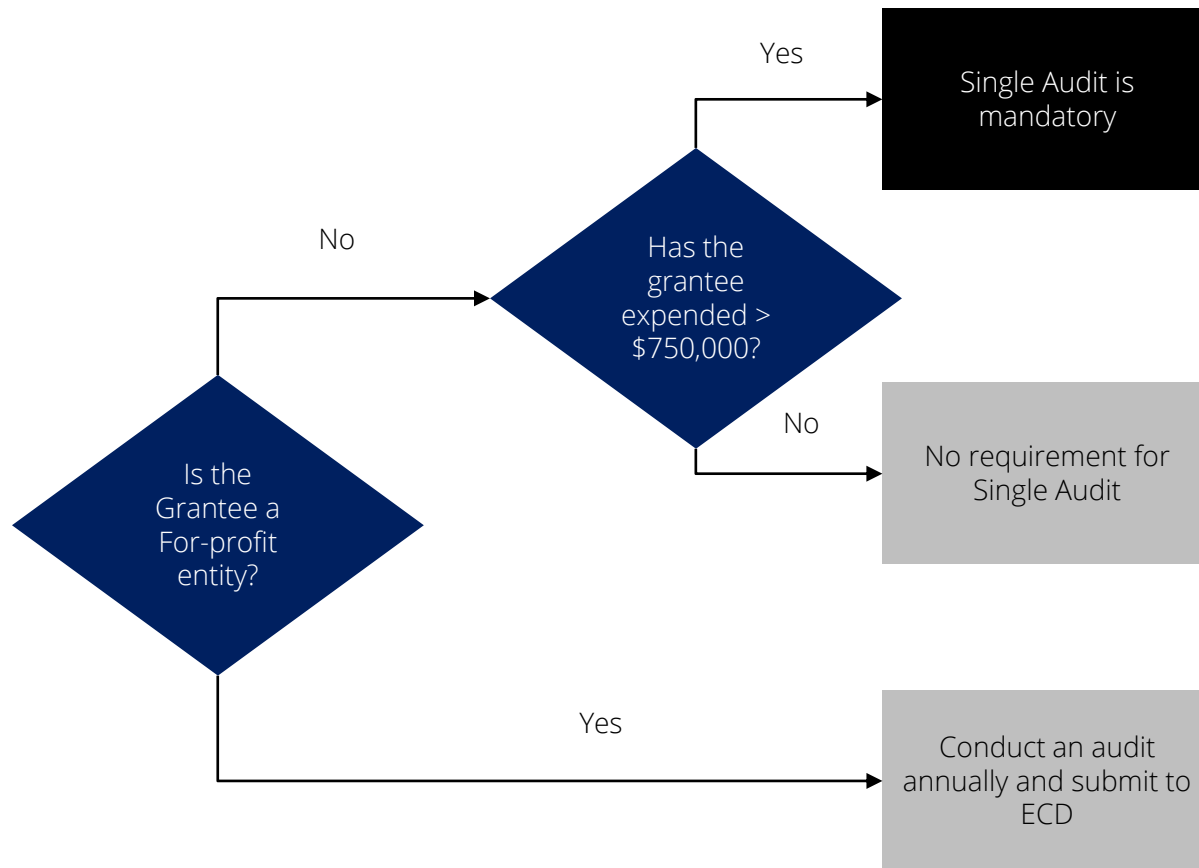 Yes
Single Audit is
mandatory
No
Has the
grantee
expended >
$750,000?
No
No requirement for
Single Audit
Is the
Grantee a
For-profit
entity?
Yes
Conduct an audit
annually and submit to
ECD